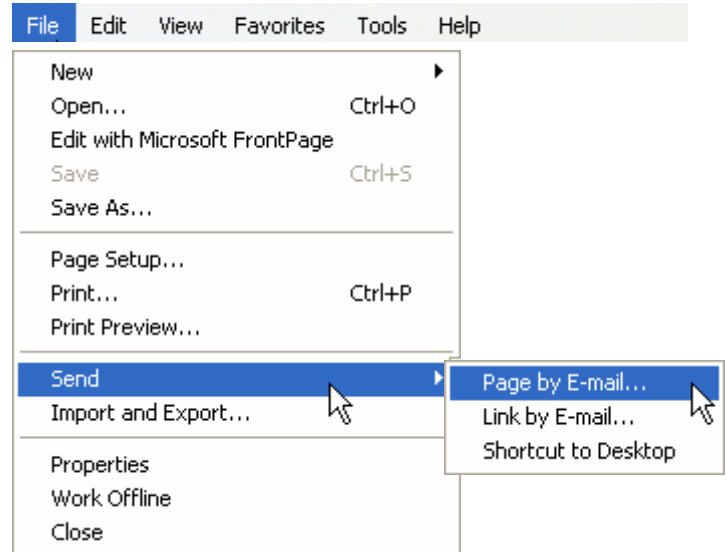 File Edit View Favorites Tools Help
New
Open... Ctrl+O
Edit with Microsoft FrontPage
Save Ctrl+S
Save As...
Page Setup...
Print... Ctrl+P
Print Preview...
Send
Import and Export...
Properties
Work Offline
Close
Page by E-mail...
Link by E-mail...
Shortcut to Desktop